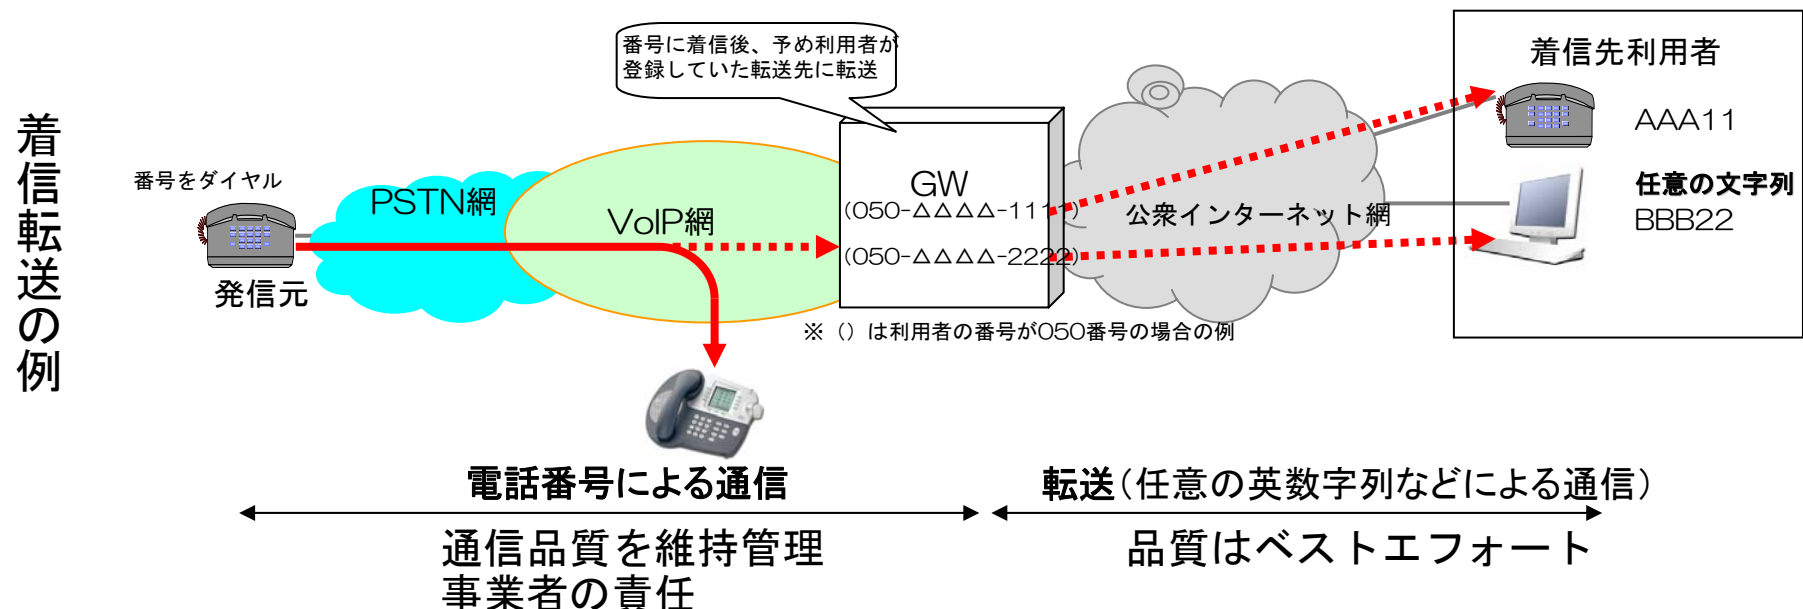 着信転送の例
番号に着信後、予め利用者が
登録していた転送先に転送
着信先利用者
AAA11
番号をダイヤル
PSTN網
VoIP網
GW
(050-△△△△-1111)
(050-△△△△-2222)
公衆インターネット網
任意の文字列
BBB22
発信元
※（）は利用者の番号が050番号の場合の例
電話番号による通信
転送（任意の英数字列などによる通信）
通信品質を維持管理
事業者の責任
品質はベストエフォート